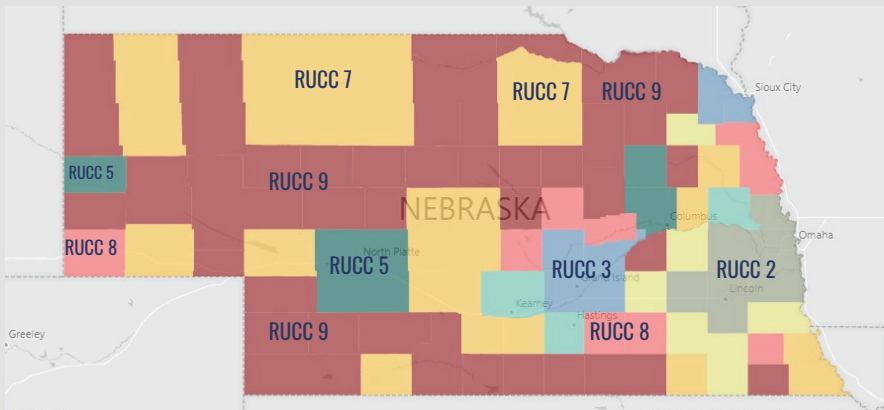 RUCC 7
RUCC 7
RUCC 9
Sioux City
RUCC 5
RUCC 9
NEBRASKA
Columbus
RUCC 8
North Platte
Omaha
RUCC 5
RUCC 3
RUCC 2
Grand Island
Lincoln
Kearney
Hastings
Greeley
RUCC 9
RUCC 8